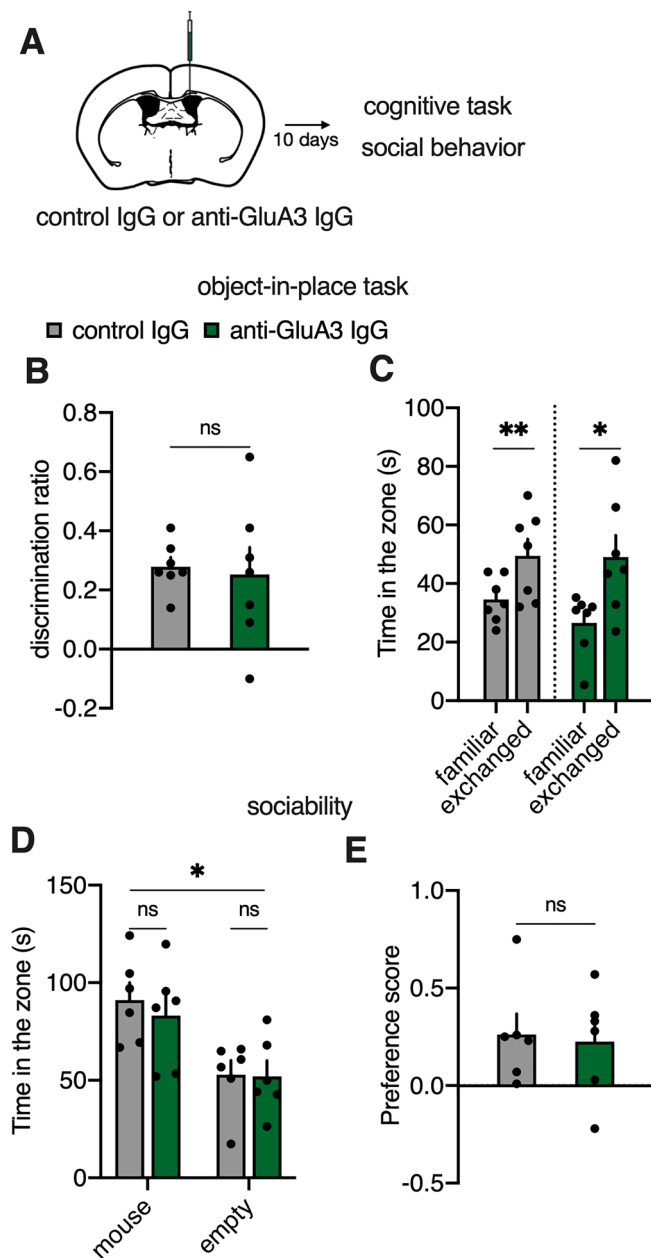 A
10 days
cognitive task
social behavior
control IgG or anti-GluA3 IgG
object-in-place task
control IgG anti-GluA3 IgG
B
discrimination ratio
0.8
0.6
0.4
0.2
0.0
-0.2
ns
C
Time in the zone (s)
100
80
60
40
20
0
** *
familiar
exchanged
familiar
exchanged
sociability
D
Time in the zone (s)
150
100
50
0
*
ns ns
mouse
empty
E
Preference score
1.0
0.5
0.0
-0.5
ns